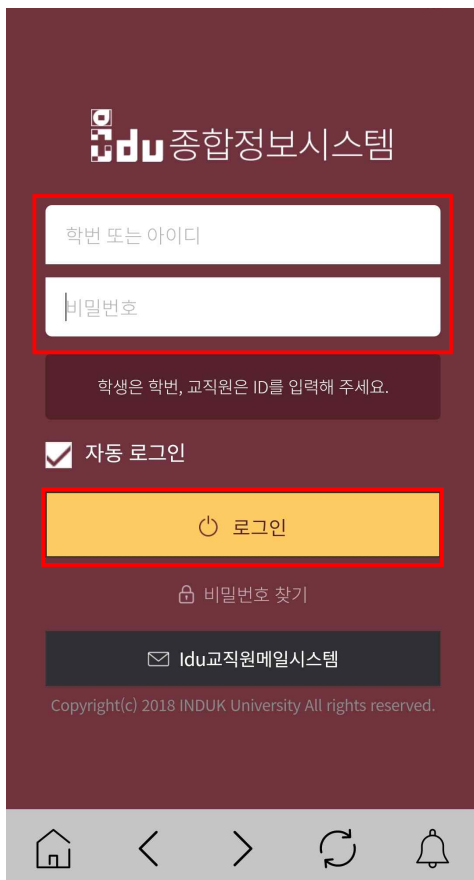 idu 종합정보시스템
학번 또는 아이디
비밀번호
학생은 학번, 교직원은 ID를 입력해 주세요.
자동 로그인
로그인
비밀번호 찾기
Idu교직원메일시스템
Copyright(c) 2018 INDUK University All rights reserved.